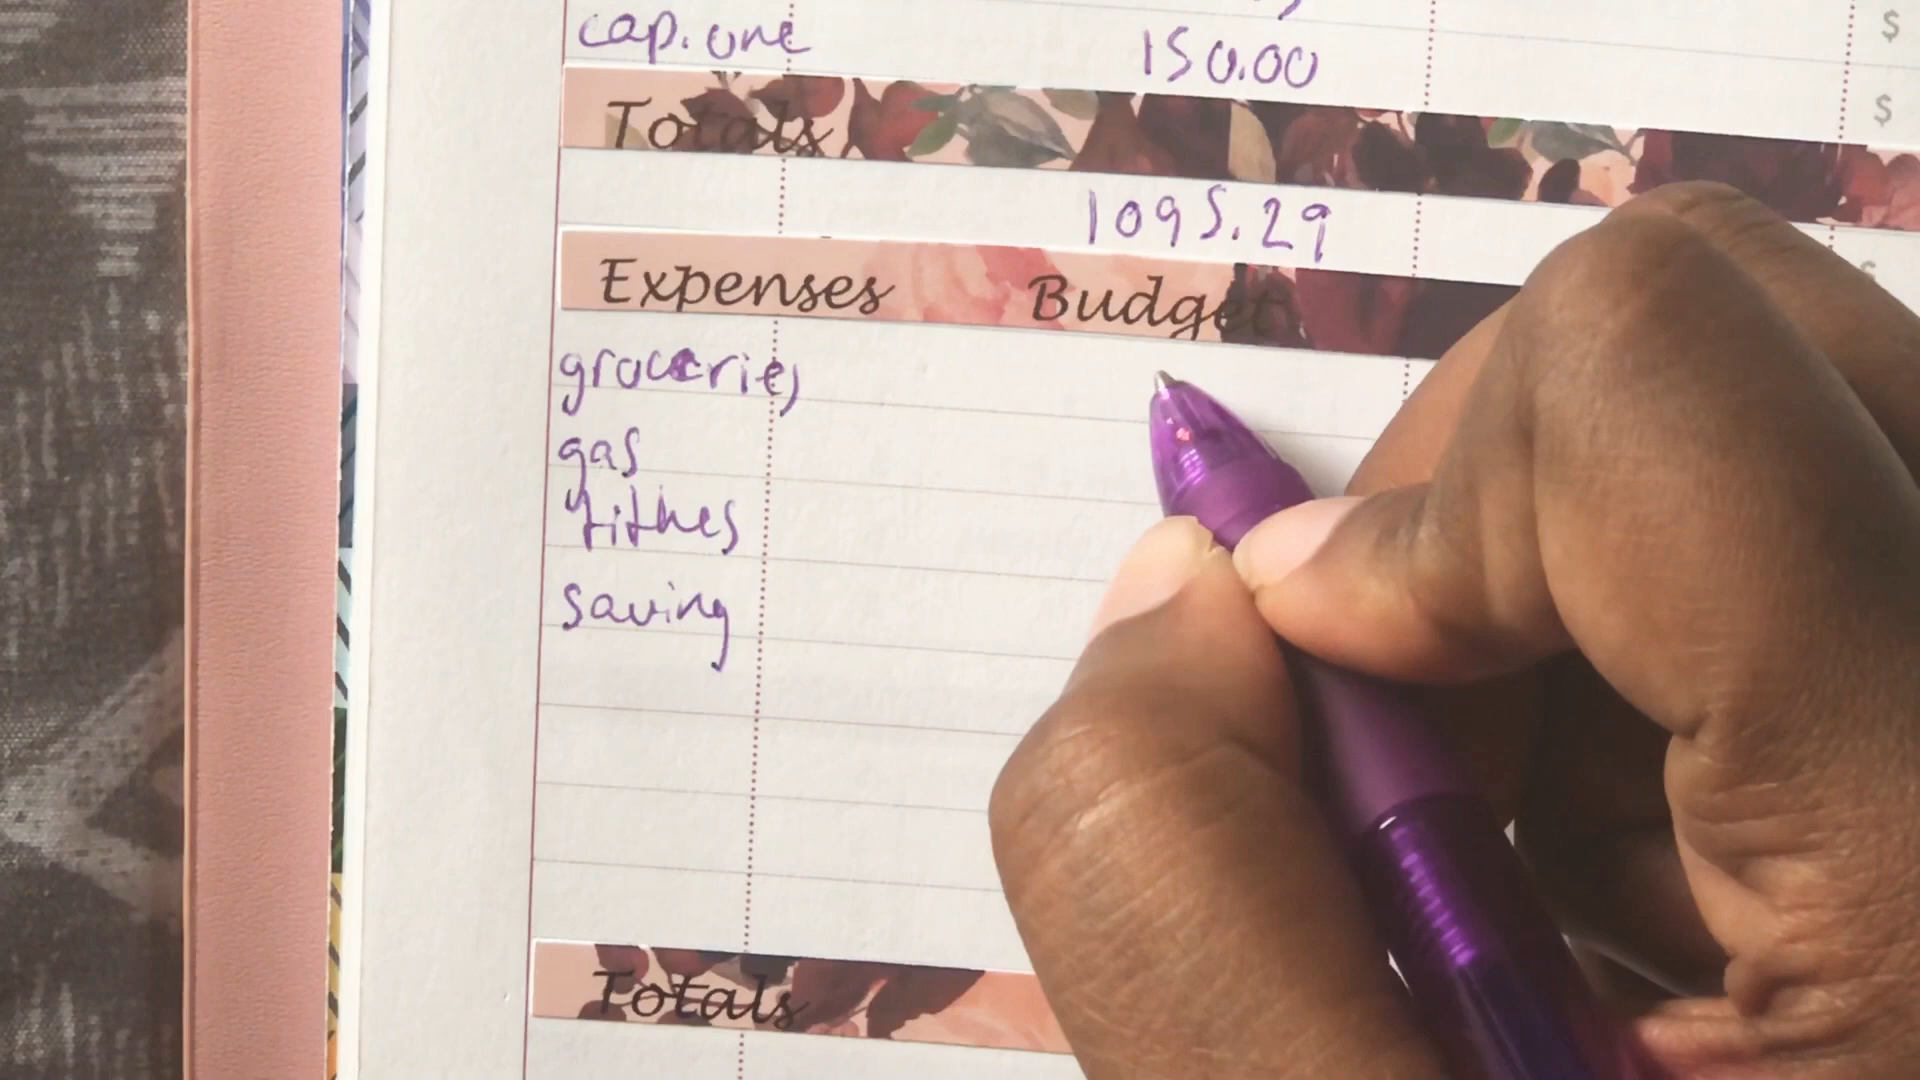 cap. one 150.00 $
Totals $
1095.29
Expenses Budget
groceries
gas
tithes
saving
Totals